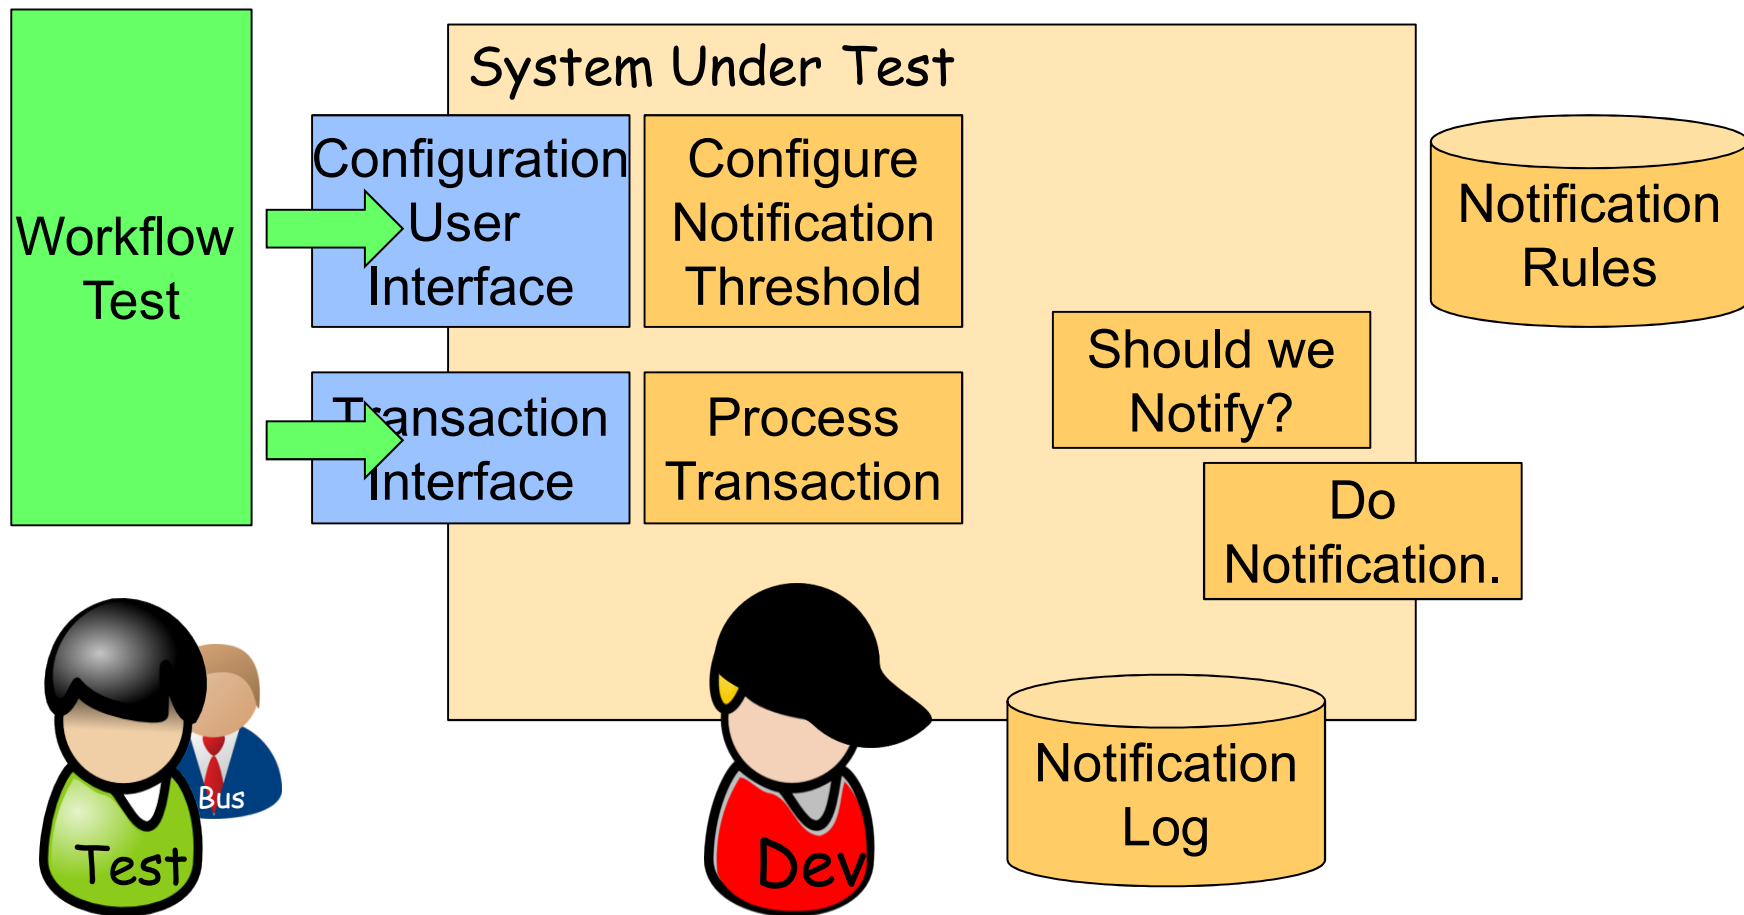 System Under Test
Workflow
Test
Configuration
User
Interface
Configure
Notification
Threshold
Notification
Rules
Should we
Notify?
Transaction
Interface
Process
Transaction
Do
Notification.
Bus
Test
Dev
Notification
Log